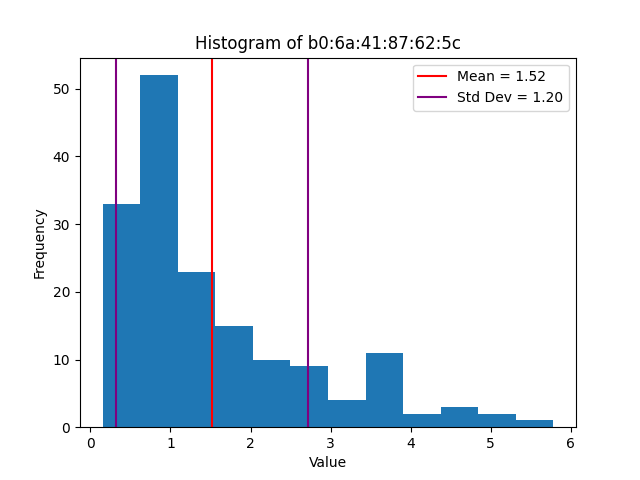 Histogram of b0:6a:41:87:62:5c
Mean = 1.52
Std Dev = 1.20
50
40
30
20
10
0
Frequency
0 1 2 3 4 5 6
Value